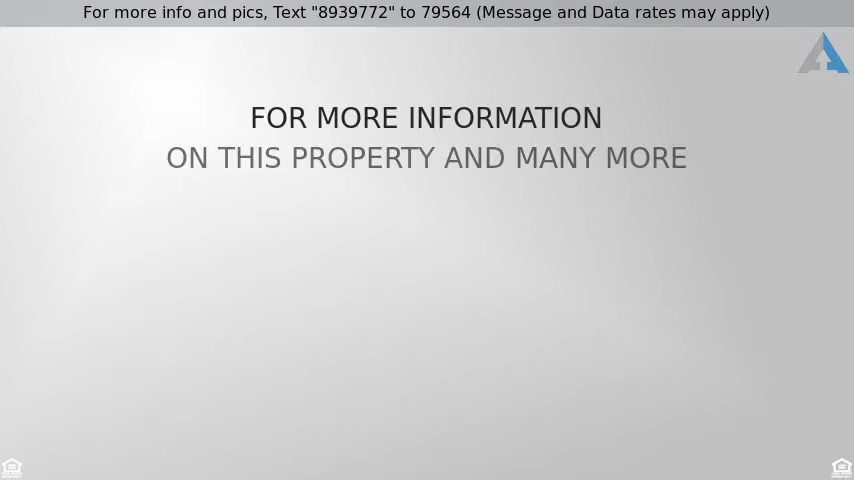 For more info and pics, Text "8939772" to 79564 (Message and Data rates may apply)
FOR MORE INFORMATION
ON THIS PROPERTY AND MANY MORE